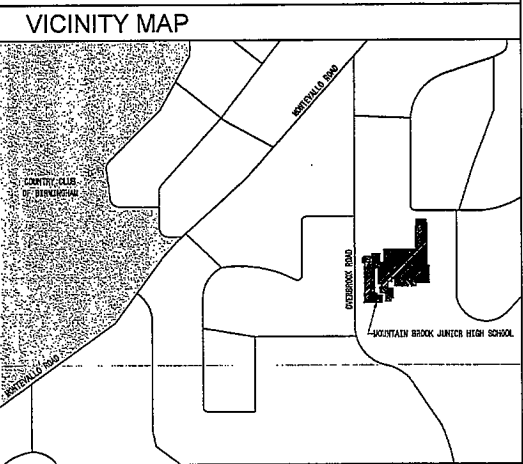 VICINITY MAP
MONTEVALLO ROAD
COUNTRY CLUB
OF BIRMINGHAM
OVERBROOK ROAD
MOUNTAIN BROOK JUNIOR HIGH SCHOOL
MONTEVALLO ROAD